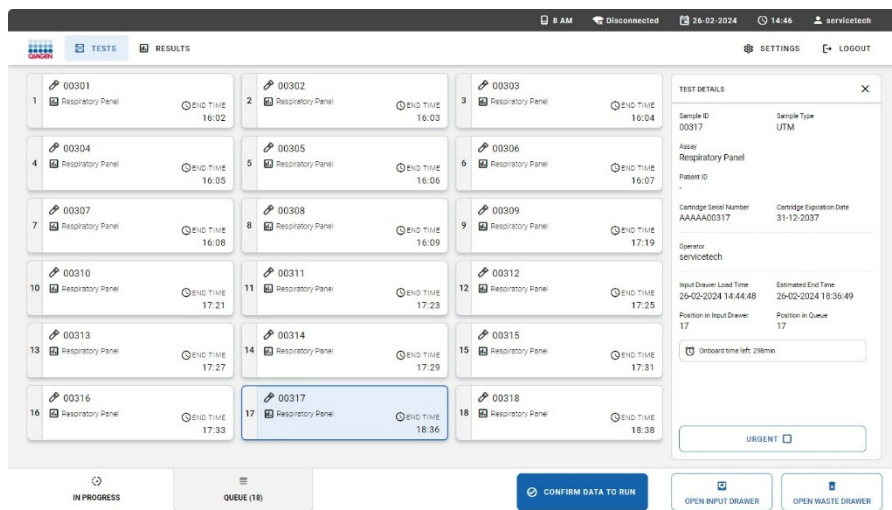 8 AM Disconnected 26-02-2024 14:46 servicetech
QIAGEN TESTS RESULTS SETTINGS LOGOUT
1 00301 Respiratory Panel END TIME 16:02
2 00302 Respiratory Panel END TIME 16:03
3 00303 Respiratory Panel END TIME 16:04
4 00304 Respiratory Panel END TIME 16:05
5 00305 Respiratory Panel END TIME 16:06
6 00306 Respiratory Panel END TIME 16:07
7 00307 Respiratory Panel END TIME 16:08
8 00308 Respiratory Panel END TIME 16:09
9 00309 Respiratory Panel END TIME 17:19
10 00310 Respiratory Panel END TIME 17:21
11 00311 Respiratory Panel END TIME 17:23
12 00312 Respiratory Panel END TIME 17:25
13 00313 Respiratory Panel END TIME 17:27
14 00314 Respiratory Panel END TIME 17:29
15 00315 Respiratory Panel END TIME 17:31
16 00316 Respiratory Panel END TIME 17:33
17 00317 Respiratory Panel END TIME 18:36
18 00318 Respiratory Panel END TIME 18:38
TEST DETAILS
Sample ID Sample Type
00317 UTM
Assay
Respiratory Panel
Patient ID
-
Cartridge Serial Number Cartridge Expiration Date
AAAAA00317 31-12-2037
Operator
servicetech
Input Drawer Load Time Estimated End Time
26-02-2024 14:44:48 26-02-2024 18:36:49
Position in Input Drawer Position in Queue
17 17
Onboard time left: 298min
URGENT
IN PROGRESS QUEUE (18) CONFIRM DATA TO RUN OPEN INPUT DRAWER OPEN WASTE DRAWER